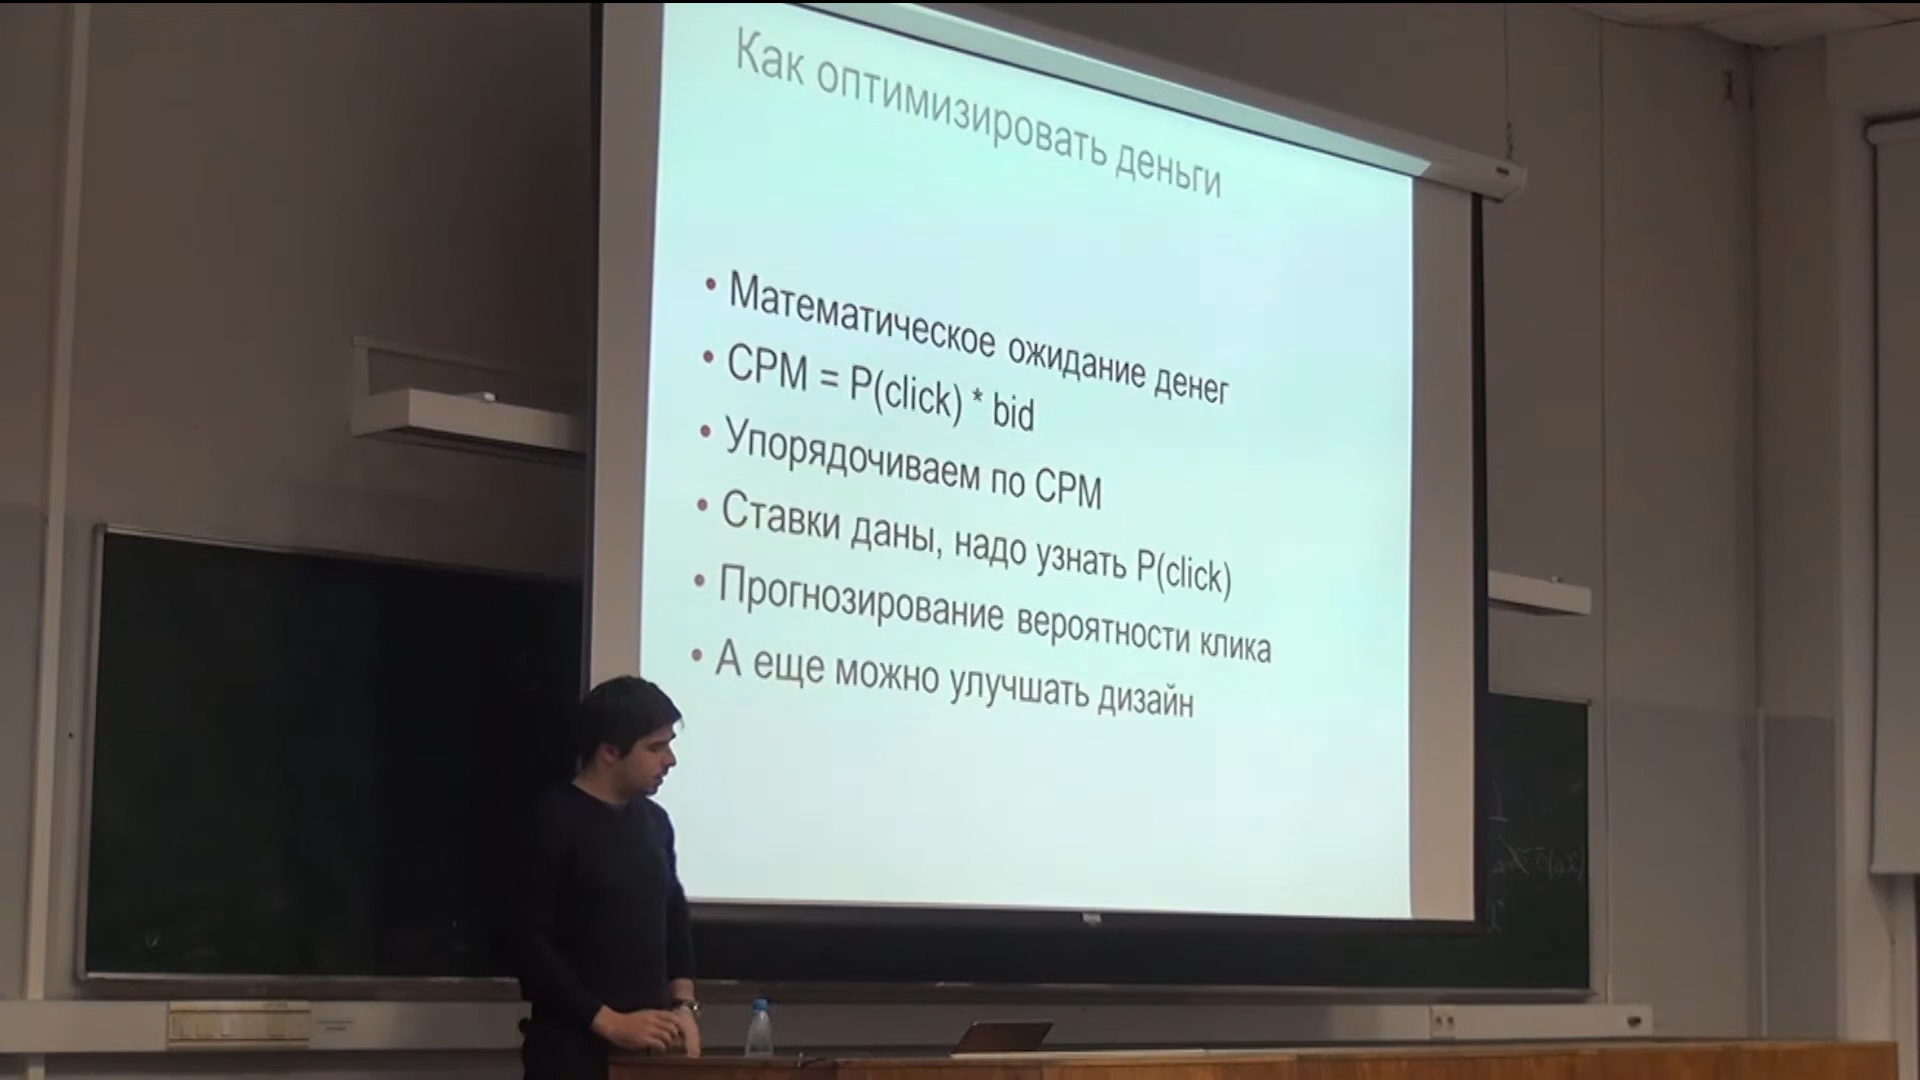 Как оптимизировать деньги
• Математическое ожидание денег
• CPM = P(click) * bid
• Упорядочиваем по CPM
• Ставки даны, надо узнать P(click)
• Прогнозирование вероятности клика
• А еще можно улучшать дизайн